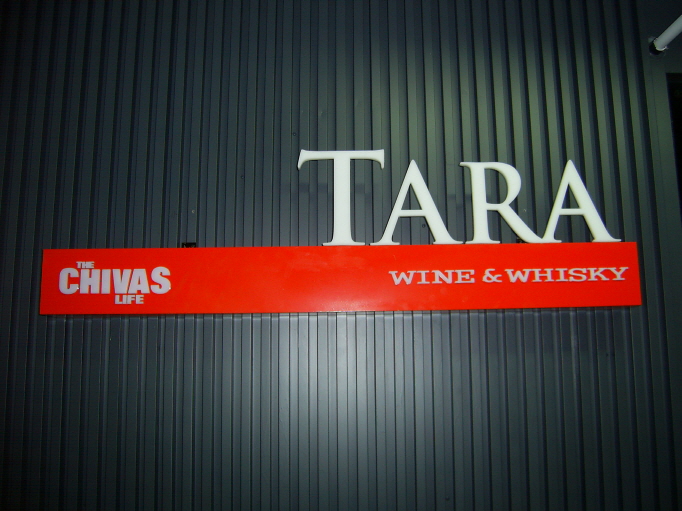 TARA
THE
CHIVAS
LIFE
WINE & WHISKY